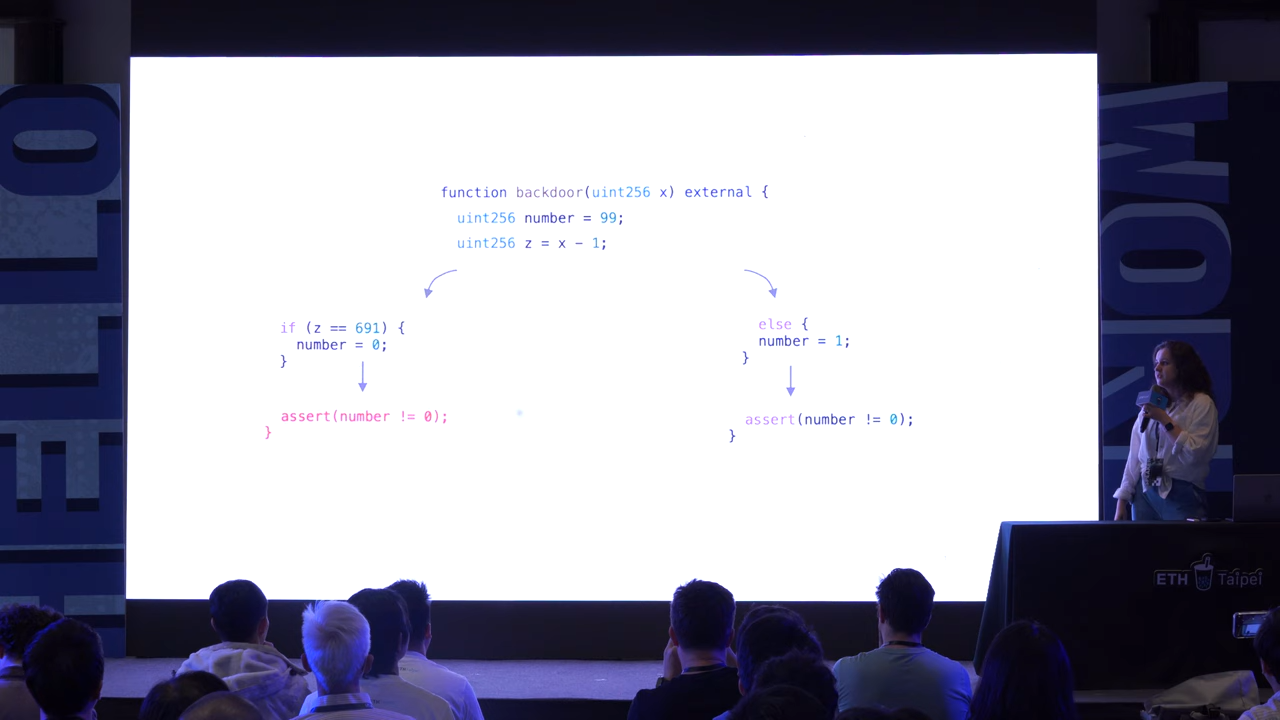 function backdoor(uint256 x) external {
uint256 number = 99;
uint256 z = x - 1;
if (z == 691) {
number = 0;
}
assert(number != 0);
}
else {
number = 1;
}
assert(number != 0);
}
ETH Taipei